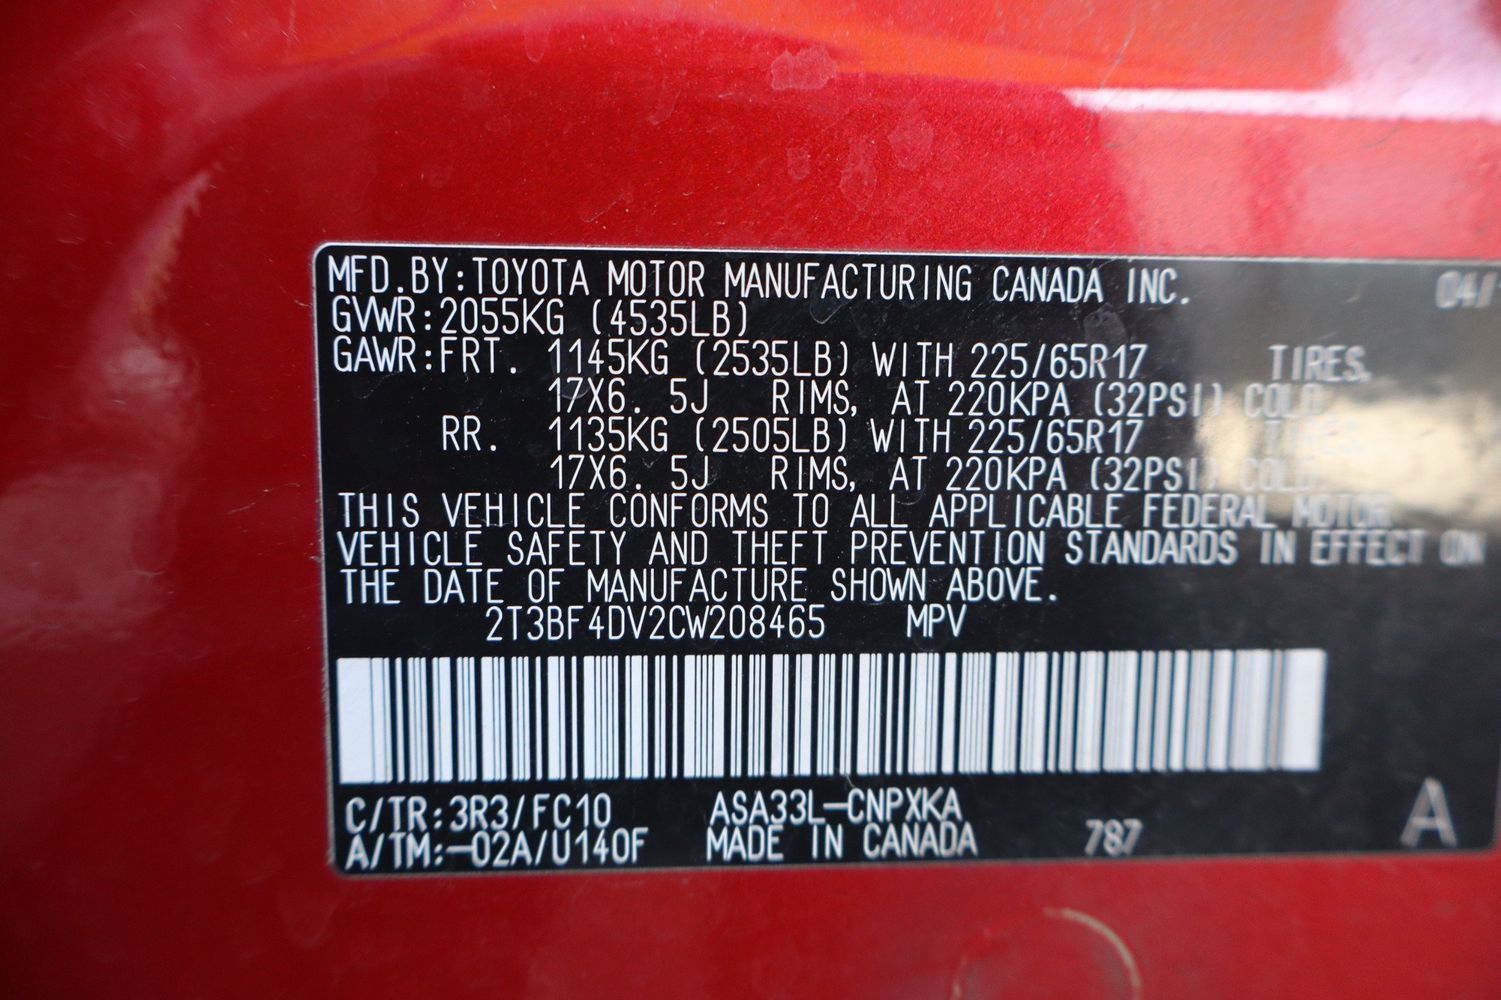 MFD.BY:TOYOTA MOTOR MANUFACTURING CANADA INC. 04/
GVWR:2055KG (4535LB)
GAWR:FRT. 1145KG (2535LB) WITH 225/65R17 TIRES,
17X6.5J RIMS, AT 220KPA (32PSI) COLD.
RR. 1135KG (2505LB) WITH 225/65R17 TIRES,
17X6.5J RIMS, AT 220KPA (32PSI) COLD.
THIS VEHICLE CONFORMS TO ALL APPLICABLE FEDERAL MOTOR
VEHICLE SAFETY AND THEFT PREVENTION STANDARDS IN EFFECT ON
THE DATE OF MANUFACTURE SHOWN ABOVE.
2T3BF4DV2CW208465 MPV
C/TR:3R3/FC10 ASA33L-CNPXKA
A/TM:-02A/U140F MADE IN CANADA 787 A